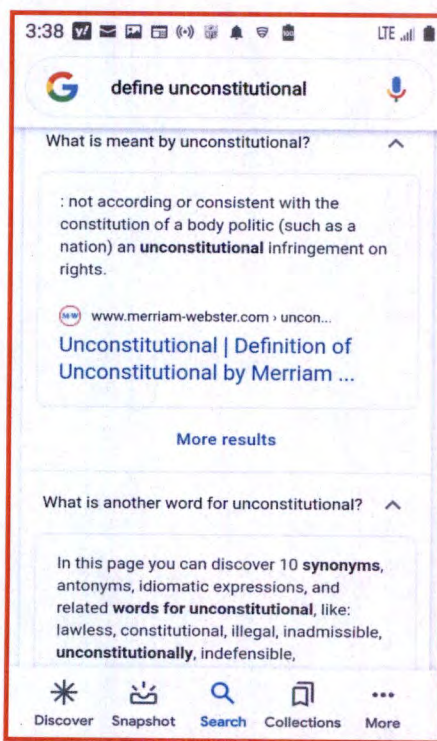 3:38
LTE
define unconstitutional
What is meant by unconstitutional?
: not according or consistent with the
constitution of a body politic (such as a
nation) an unconstitutional infringement on
rights.
www.merriam-webster.com › uncon...
Unconstitutional | Definition of
Unconstitutional by Merriam ...
More results
What is another word for unconstitutional?
In this page you can discover 10 synonyms,
antonyms, idiomatic expressions, and
related words for unconstitutional, like:
lawless, constitutional, illegal, inadmissible,
unconstitutionally, indefensible,
Discover Snapshot Search Collections More